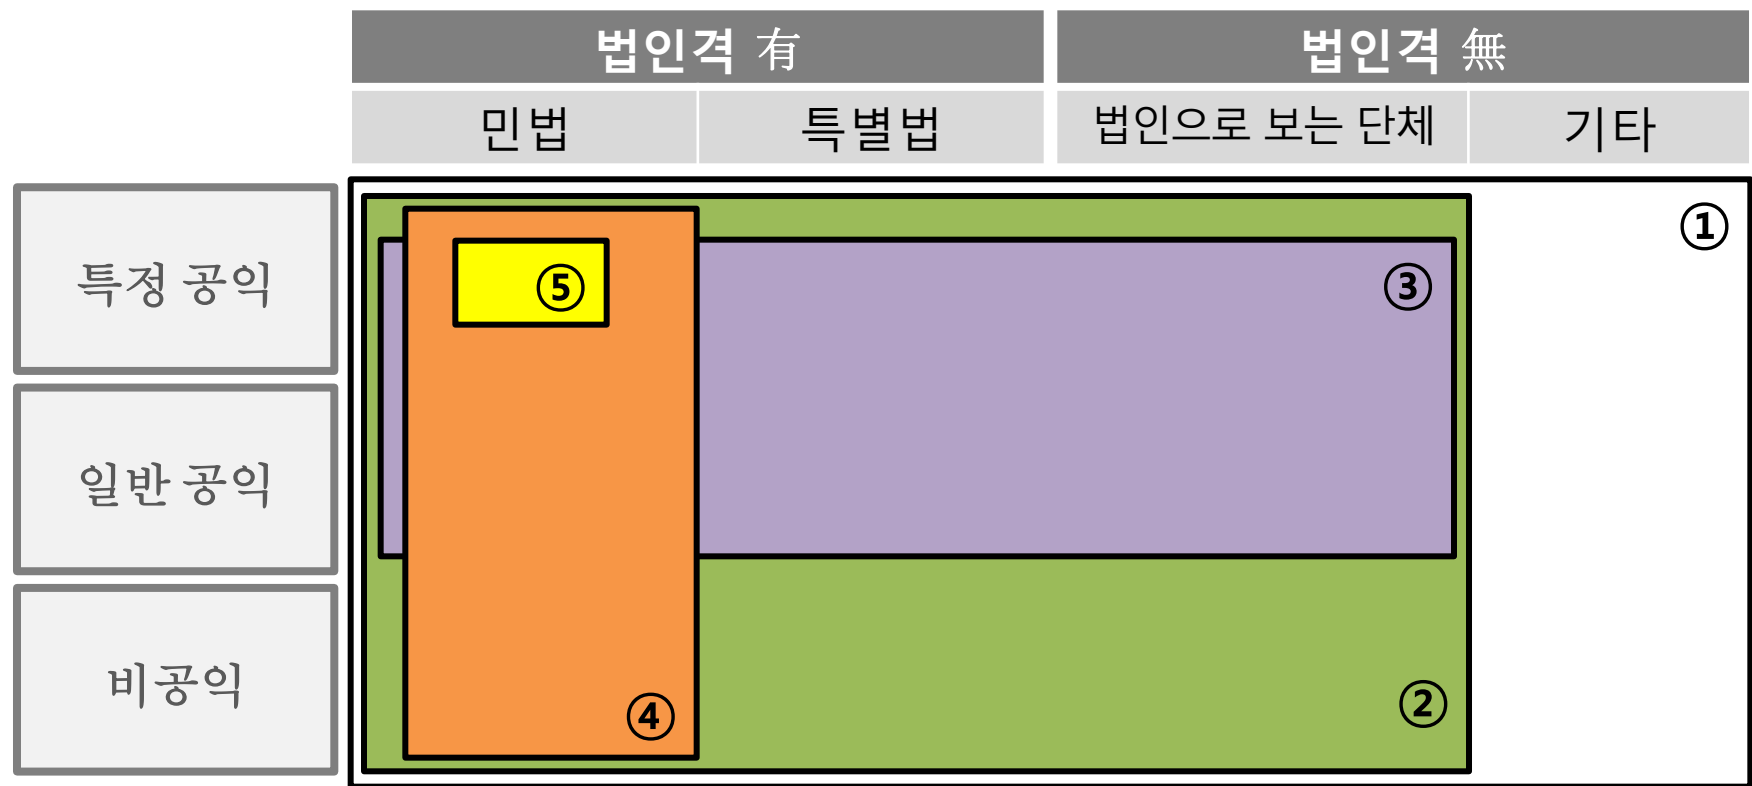 법인격 有
법인격 無
민법
특별법
법인으로 보는 단체
기타
특정 공익
일반 공익
비공익
①
⑤
③
④
②